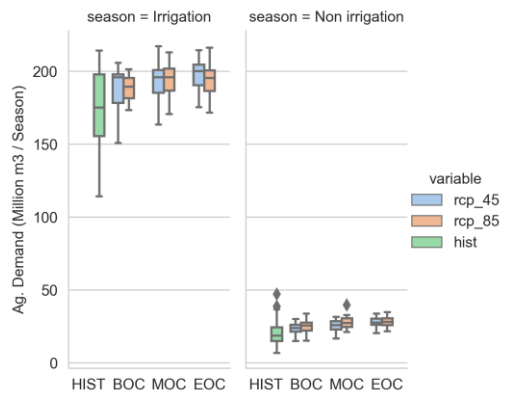 season = Irrigation
season = Non irrigation
Ag. Demand (Million m3 / Season)
200
150
100
50
0
HIST BOC MOC EOC
HIST BOC MOC EOC
variable
rcp_45
rcp_85
hist